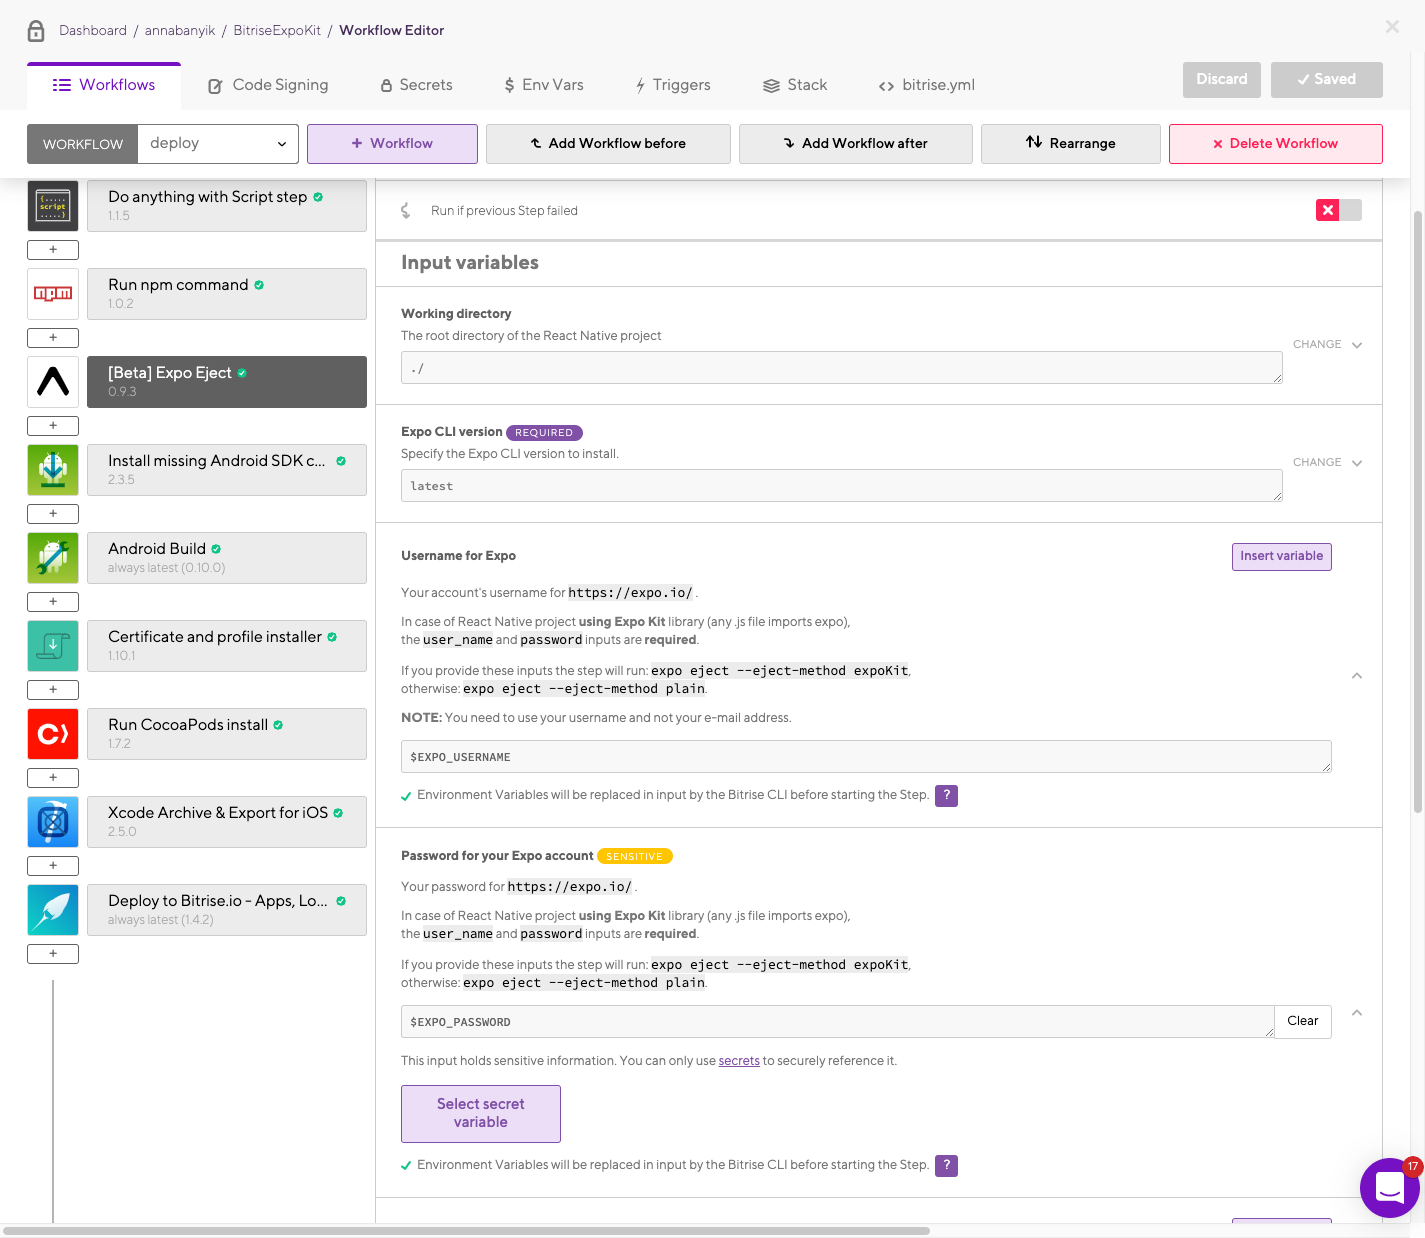 Dashboard / annabanyik / BitriseExpoKit / Workflow Editor
Workflows
Code Signing
Secrets
$ Env Vars
Triggers
Stack
<> bitrise.yml
Discard
Saved
WORKFLOW
deploy
+ Workflow
Add Workflow before
Add Workflow after
Rearrange
Delete Workflow
{.....
script
.....}
Do anything with Script step
1.1.5
+
npm
Run npm command
1.0.2
+
[Beta] Expo Eject
0.9.3
+
Install missing Android SDK c...
2.3.5
+
Android Build
always latest (0.10.0)
+
Certificate and profile installer
1.10.1
+
Run CocoaPods install
1.7.2
+
Xcode Archive & Export for iOS
2.5.0
+
Deploy to Bitrise.io - Apps, Lo...
always latest (1.4.2)
+
Run if previous Step failed
Input variables
Working directory
The root directory of the React Native project
./
CHANGE
Expo CLI version REQUIRED
Specify the Expo CLI version to install.
latest
CHANGE
Username for Expo
Insert variable
Your account's username for https://expo.io/ .
In case of React Native project using Expo Kit library (any .js file imports expo),
the user_name and password inputs are required.
If you provide these inputs the step will run: expo eject --eject-method expoKit,
otherwise: expo eject --eject-method plain.
NOTE: You need to use your username and not your e-mail address.
$EXPO_USERNAME
Environment Variables will be replaced in input by the Bitrise CLI before starting the Step. ?
Password for your Expo account SENSITIVE
Your password for https://expo.io/ .
In case of React Native project using Expo Kit library (any .js file imports expo),
the user_name and password inputs are required.
If you provide these inputs the step will run: expo eject --eject-method expoKit,
otherwise: expo eject --eject-method plain.
$EXPO_PASSWORD
Clear
This input holds sensitive information. You can only use secrets to securely reference it.
Select secret
variable
Environment Variables will be replaced in input by the Bitrise CLI before starting the Step. ?
17